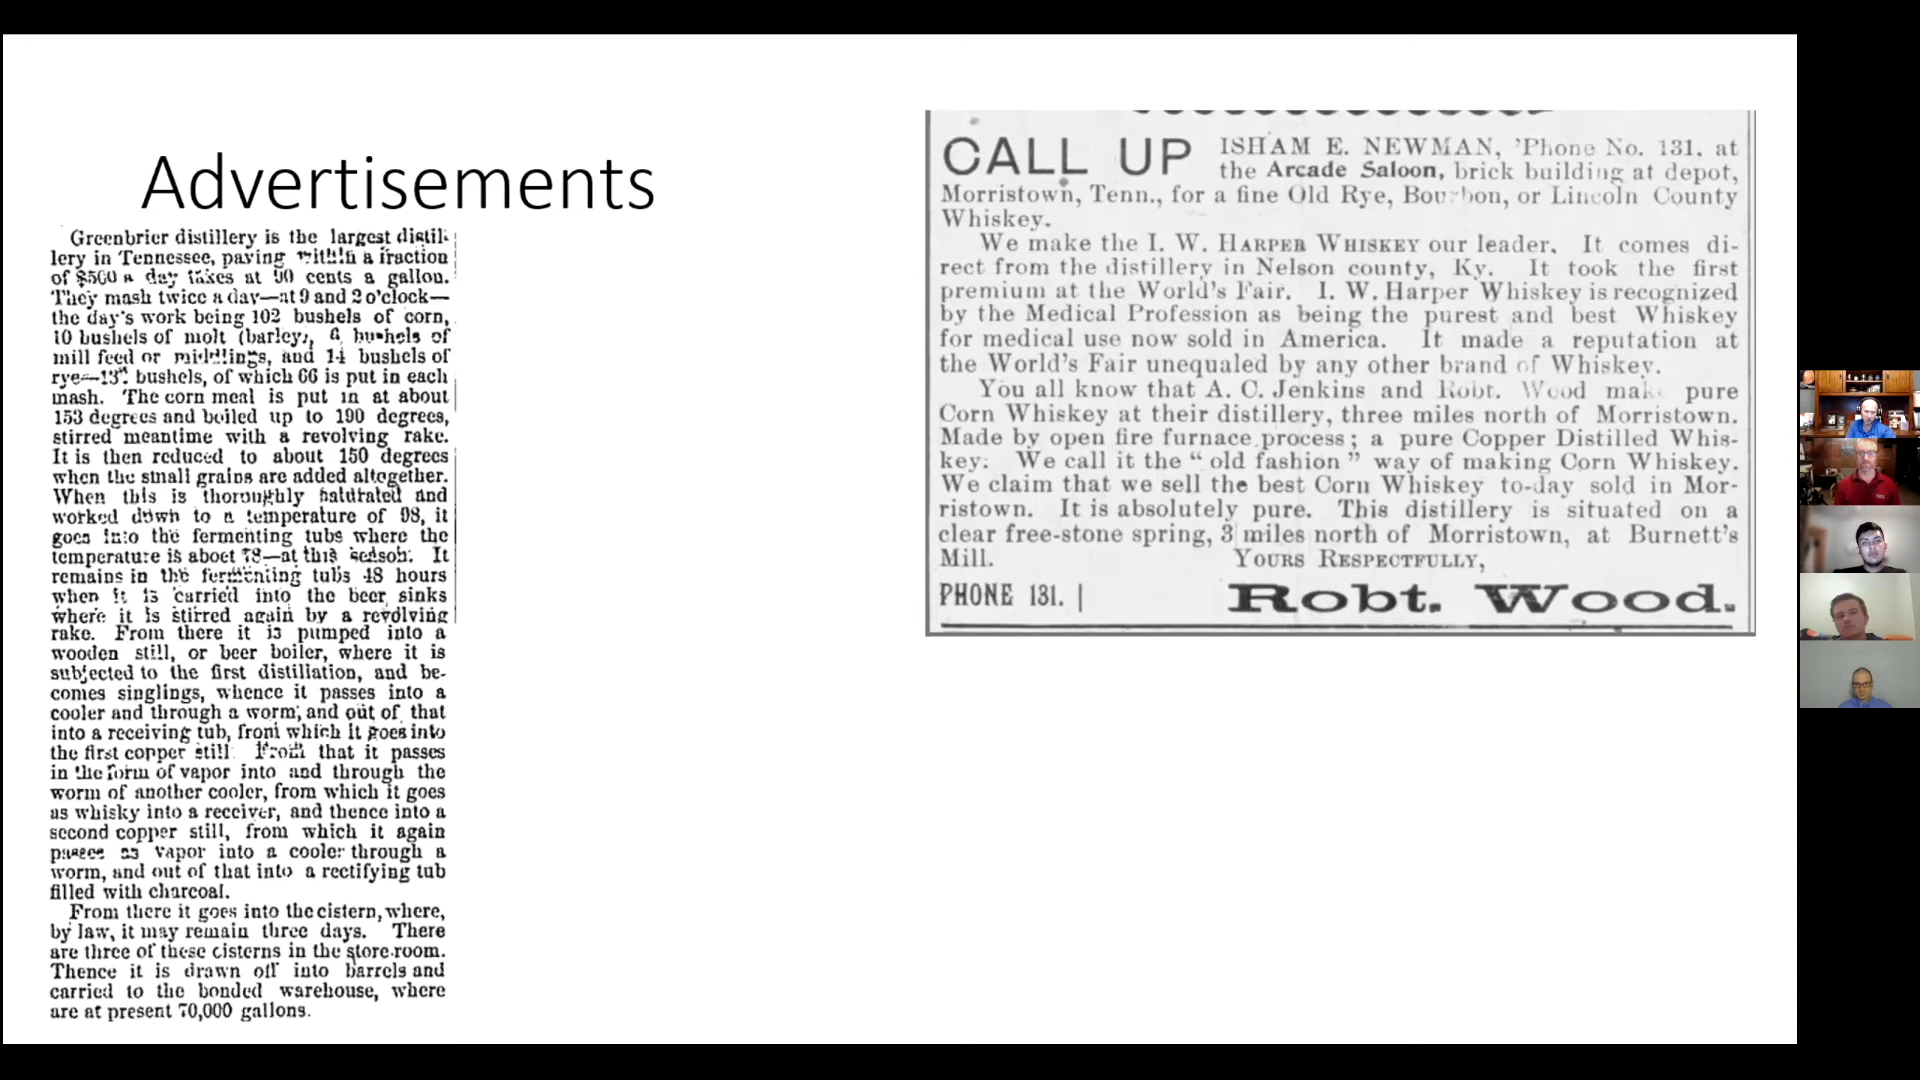 Advertisements
Greenbrier distillery is the largest distil-
lery in Tennessee, paying within a fraction
of $500 a day taxes at 90 cents a gallon.
They mash twice a day—at 9 and 2 o'clock—
the day's work being 102 bushels of corn,
10 bushels of molt (barley), bushels of
mill feed or middlings, and 14 bushels of
rye— bushels, of which 66 is put in each
mash. The corn meal is put in at about
153 degrees and boiled up to 190 degrees,
stirred meantime with a revolving rake.
It is then reduced to about 150 degrees
when the small grains are added altogether.
When this is thoroughly saturated and
worked down to a temperature of 98, it
goes into the fermenting tubs where the
temperature is about 78—at this season. It
remains in the fermenting tubs 48 hours
when it is carried into the beer sinks
where it is stirred again by a revolving
rake. From there it is pumped into a
wooden still, or beer boiler, where it is
subjected to the first distillation, and be-
comes singlings, whence it passes into a
cooler and through a worm, and out of that
into a receiving tub, from which it goes into
the first copper still. From that it passes
in the form of vapor into and through the
worm of another cooler, from which it goes
as whisky into a receiver, and thence into a
second copper still, from which it again
passes as vapor into a cooler through a
worm, and out of that into a rectifying tub
filled with charcoal.
From there it goes into the cistern, where,
by law, it may remain three days. There
are three of these cisterns in the store-room.
Thence it is drawn off into barrels and
carried to the bonded warehouse, where
are at present 70,000 gallons.
CALL UP ISHAM E. NEWMAN, 'Phone No. 131, at
the Arcade Saloon, brick building at depot,
Morristown, Tenn., for a fine Old Rye, Bourbon, or Lincoln County
Whiskey.
We make the I. W. HARPER WHISKEY our leader. It comes di-
rect from the distillery in Nelson county, Ky. It took the first
premium at the World's Fair. I. W. Harper Whiskey is recognized
by the Medical Profession as being the purest and best Whiskey
for medical use now sold in America. It made a reputation at
the World's Fair unequaled by any other brand of Whiskey.
You all know that A. C. Jenkins and Robt. Wood make pure
Corn Whiskey at their distillery, three miles north of Morristown.
Made by open fire furnace process; a pure Copper Distilled Whis-
key. We call it the "old fashion" way of making Corn Whiskey.
We claim that we sell the best Corn Whiskey to-day sold in Mor-
ristown. It is absolutely pure. This distillery is situated on a
clear free-stone spring, 3 miles north of Morristown, at Burnett's
Mill. YOURS RESPECTFULLY,
PHONE 131. | Robt. Wood.